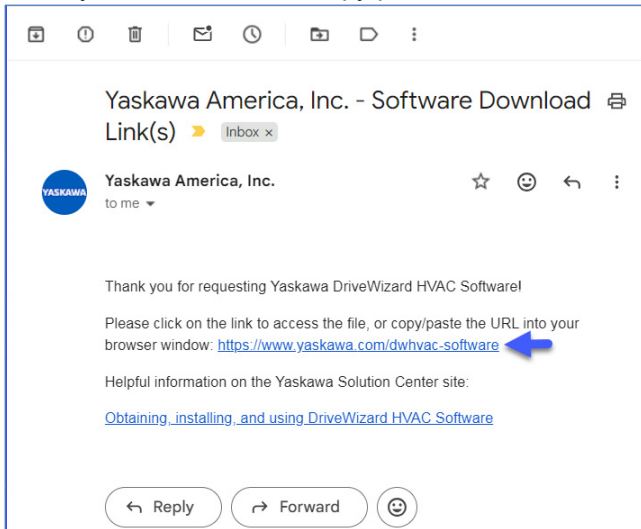 Yaskawa America, Inc. - Software Download
Link(s) Inbox x
YASKAWA
Yaskawa America, Inc.
to me
Thank you for requesting Yaskawa DriveWizard HVAC Software!
Please click on the link to access the file, or copy/paste the URL into your
browser window: https://www.yaskawa.com/dwhvac-software
Helpful information on the Yaskawa Solution Center site:
Obtaining, installing, and using DriveWizard HVAC Software
Reply Forward